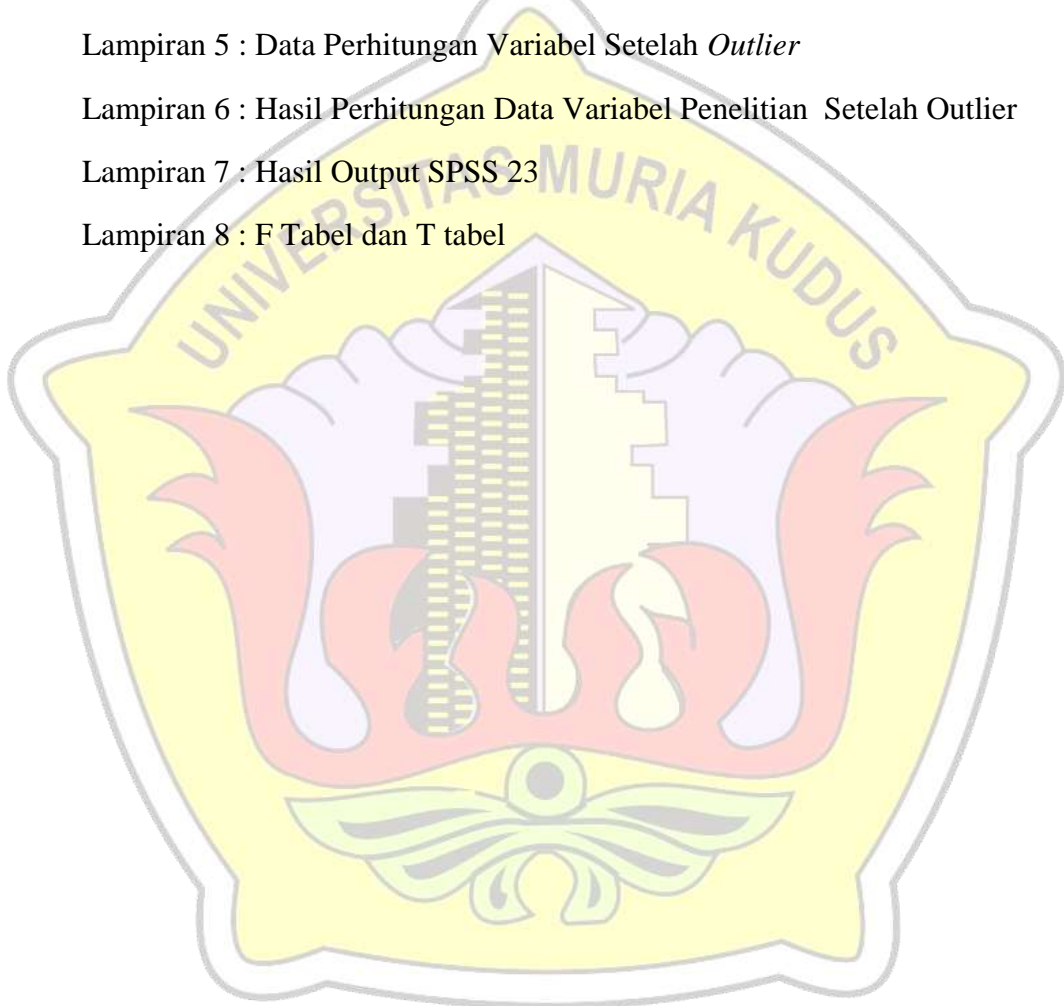 Lampiran 5 : Data Perhitungan Variabel Setelah Outlier
Lampiran 6 : Hasil Perhitungan Data Variabel Penelitian  Setelah Outlier
Lampiran 7 : Hasil Output SPSS 23
Lampiran 8 : F Tabel dan T tabel
UNIVERSITAS MURIA KUDUS